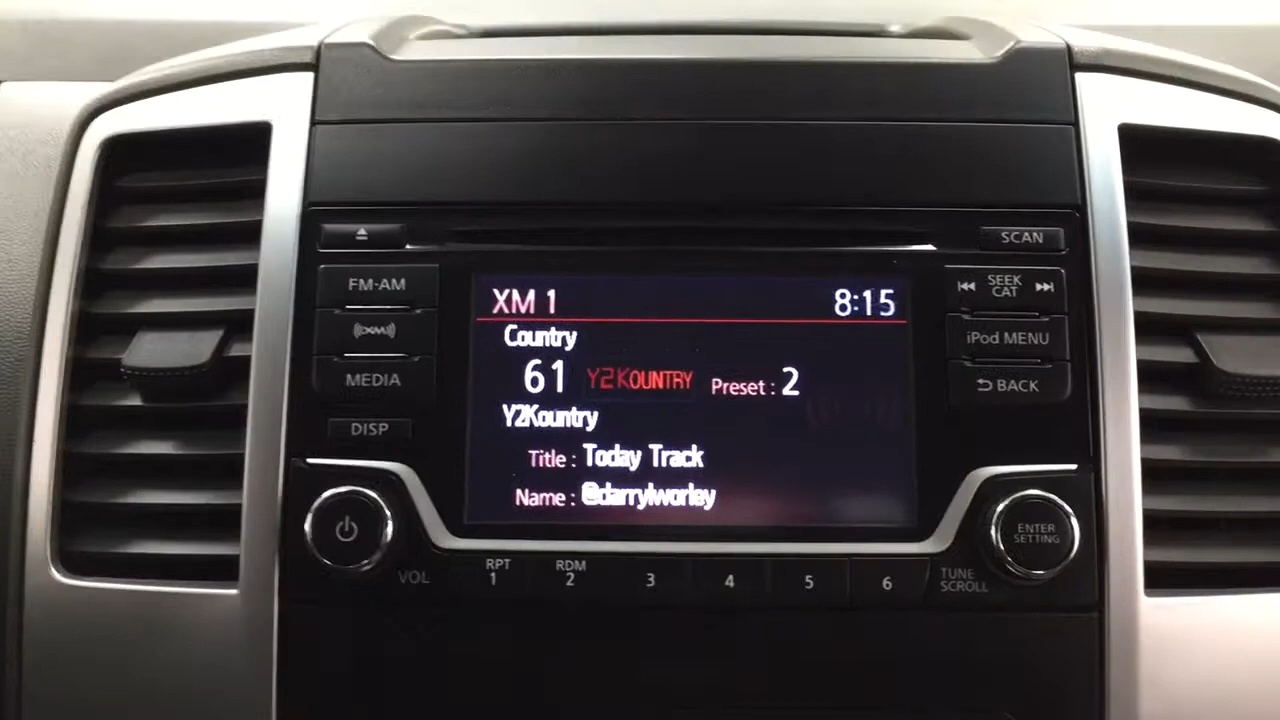 SCAN
FM-AM
SEEK
CAT
XM
iPod MENU
MEDIA
BACK
DISP
XM 1 8:15
Country
61 Y2KOUNTRY Preset : 2
Y2Kountry
Title : Today Track
Name : @darrylworley
ENTER
SETTING
VOL
RPT
1
RDM
2
3
4
5
6
TUNE
SCROLL